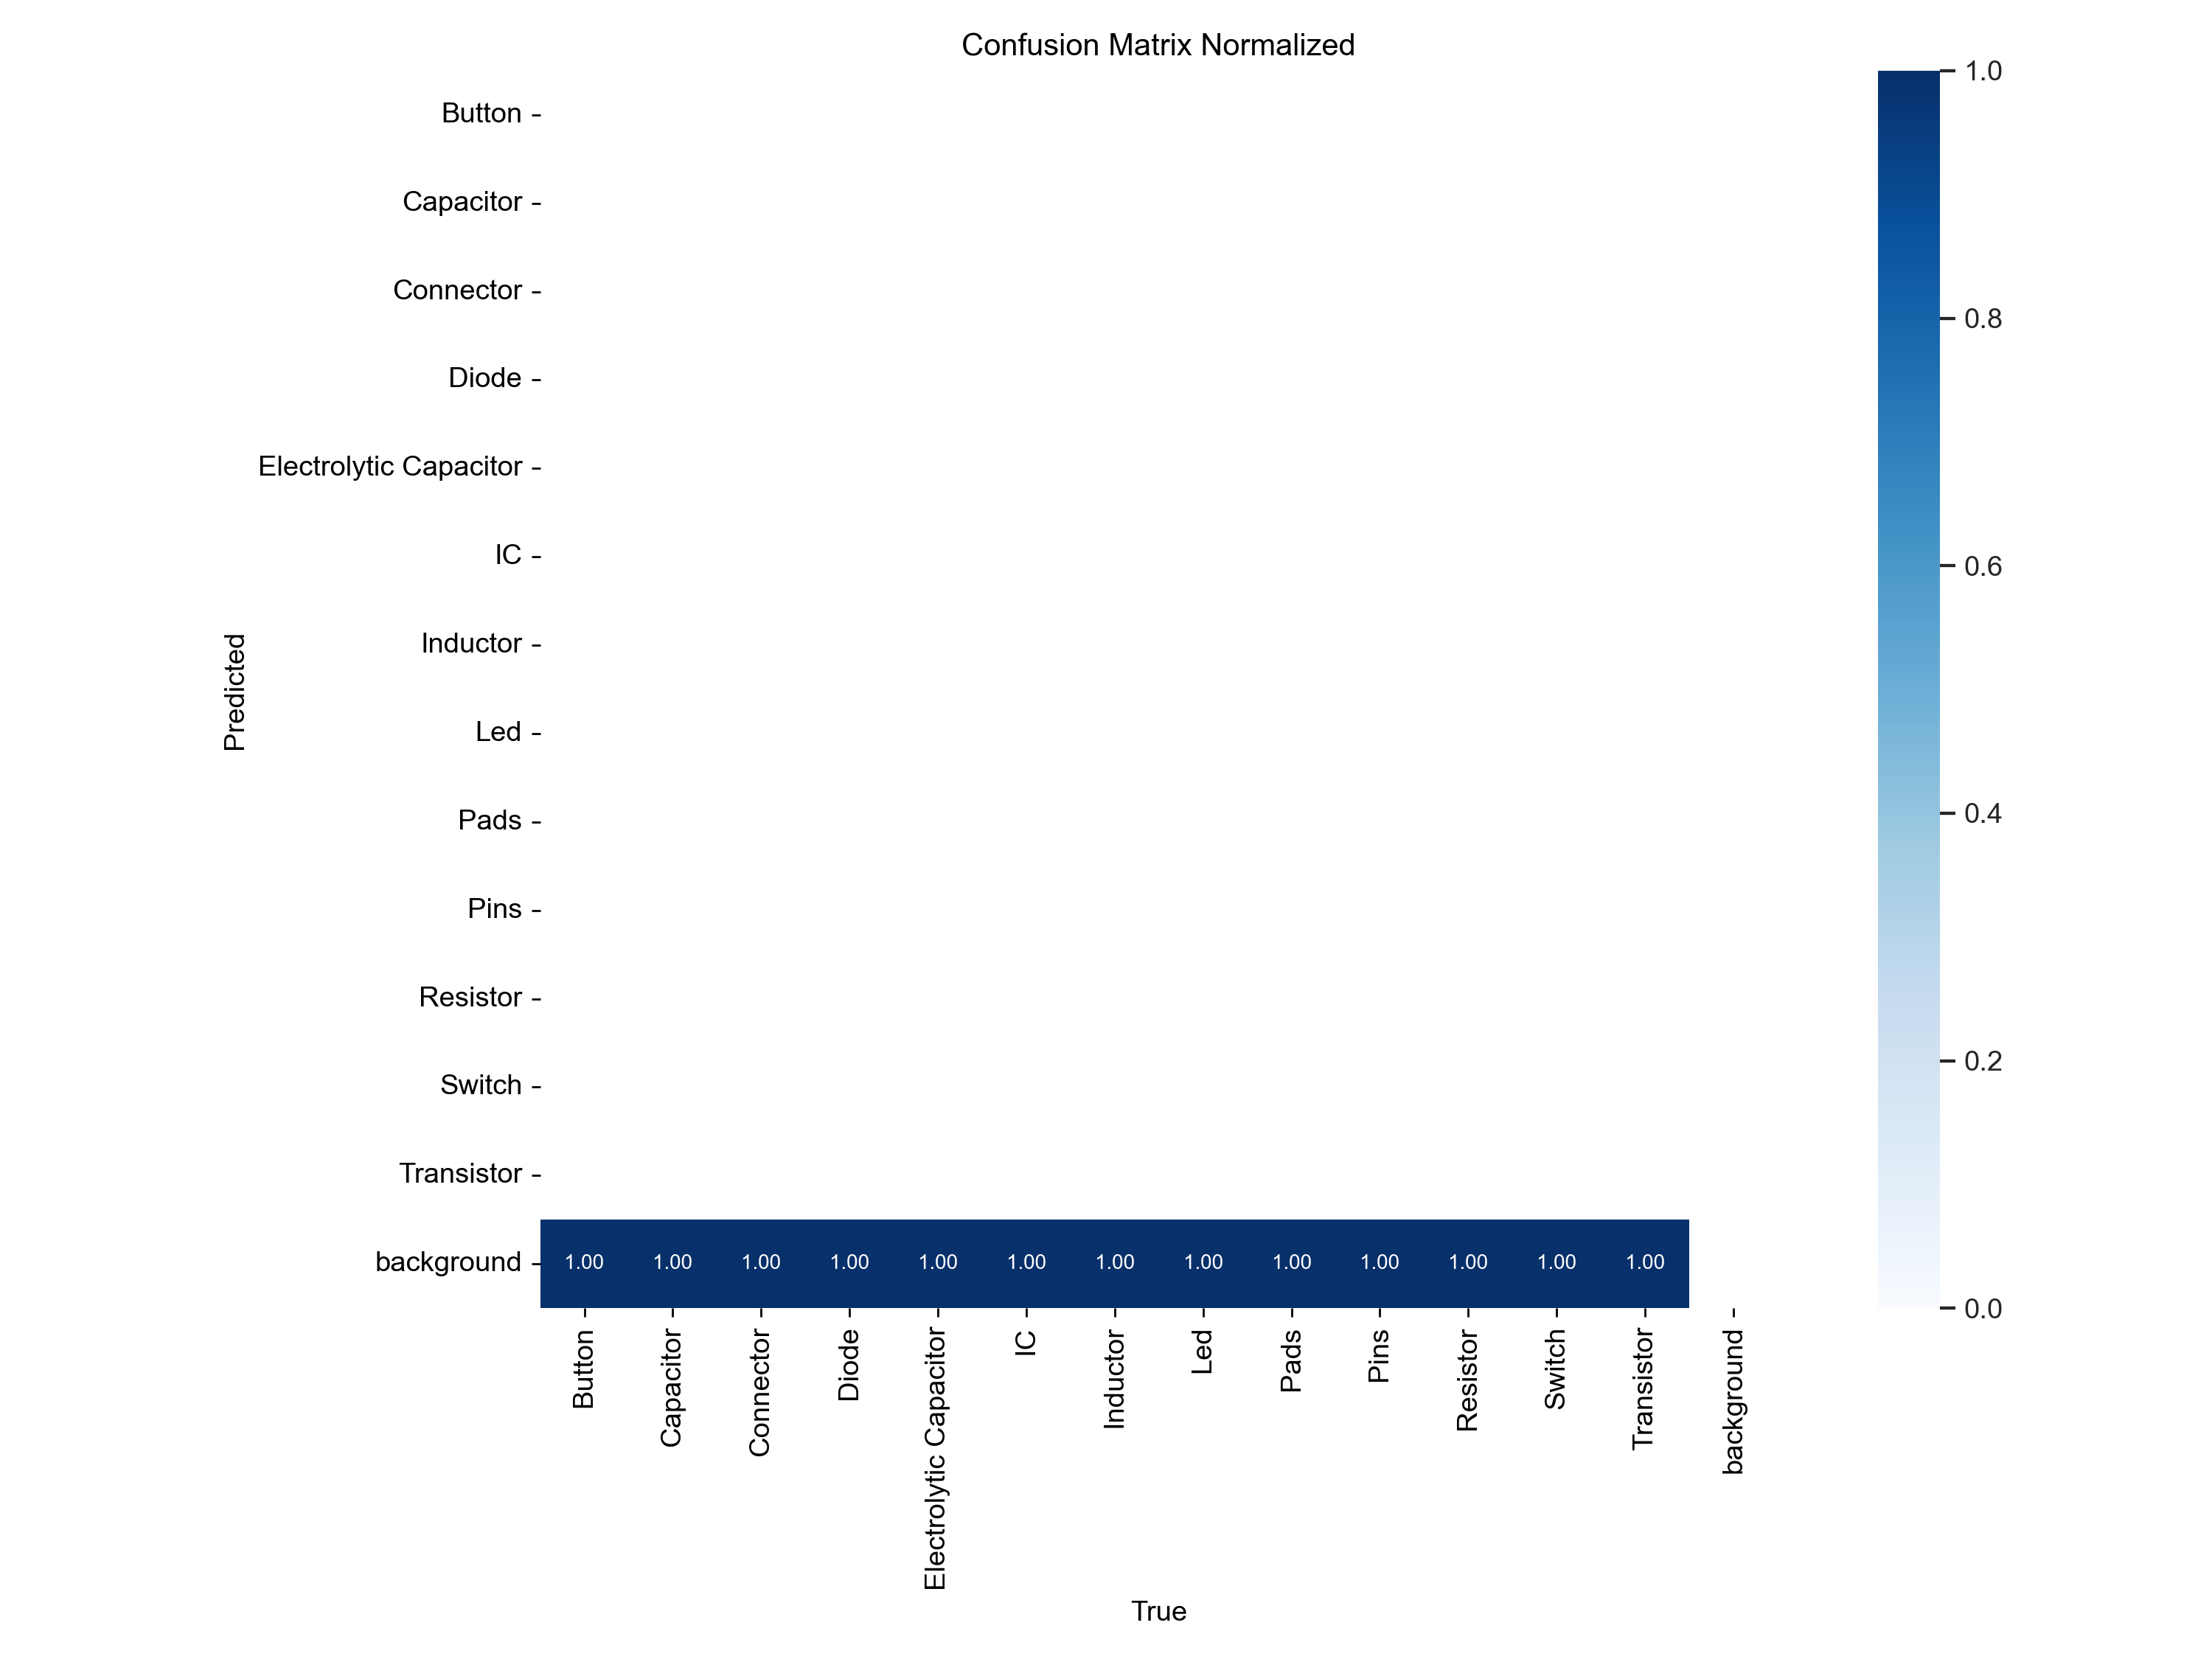 Confusion Matrix Normalized
Button
Capacitor
Connector
Diode
Electrolytic Capacitor
IC
Inductor
Led
Pads
Pins
Resistor
Switch
Transistor
background
Predicted
1.00 1.00 1.00 1.00 1.00 1.00 1.00 1.00 1.00 1.00 1.00 1.00 1.00
Button
Capacitor
Connector
Diode
Electrolytic Capacitor
IC
Inductor
Led
Pads
Pins
Resistor
Switch
Transistor
background
True
1.0
0.8
0.6
0.4
0.2
0.0